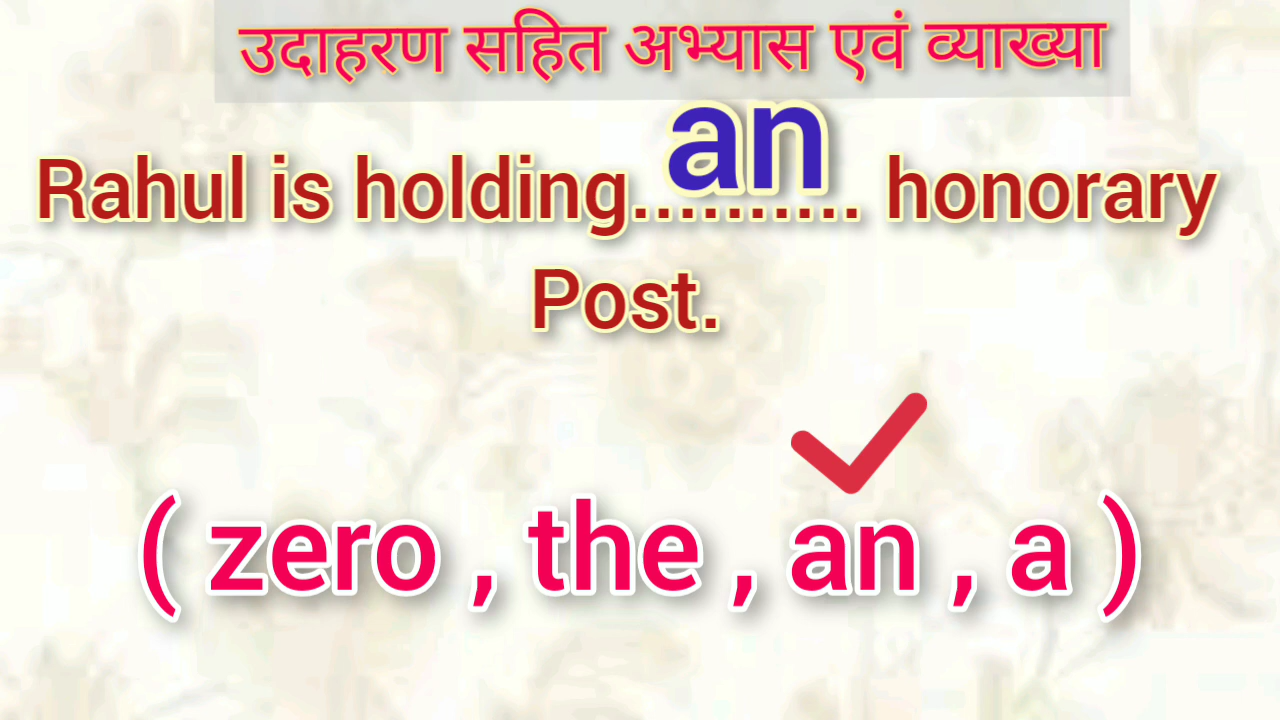 उदाहरण सहित अभ्यास एवं व्याख्या
Rahul is holding..an........ honorary
Post.
( zero , the , an , a )